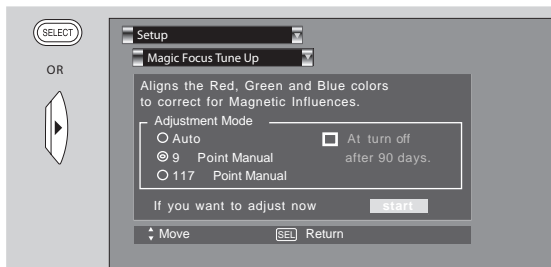 SELECT
OR
Setup
Magic Focus Tune Up
Aligns the Red, Green and Blue colors
to correct for Magnetic Influences.
Adjustment Mode
Auto
At turn off
9 Point Manual
after 90 days.
117 Point Manual
If you want to adjust now start
Move SEL Return